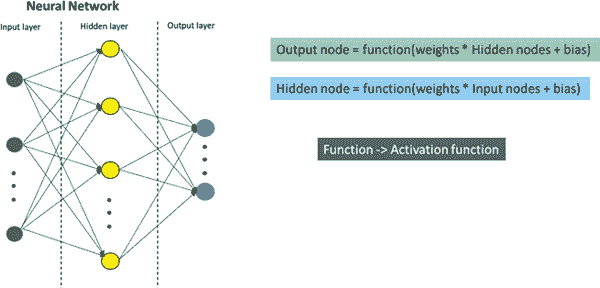 Neural Network
Input layer
Hidden layer
Output layer
Output node = function(weights * Hidden nodes + bias)
Hidden node = function(weights * Input nodes + bias)
Function -> Activation function